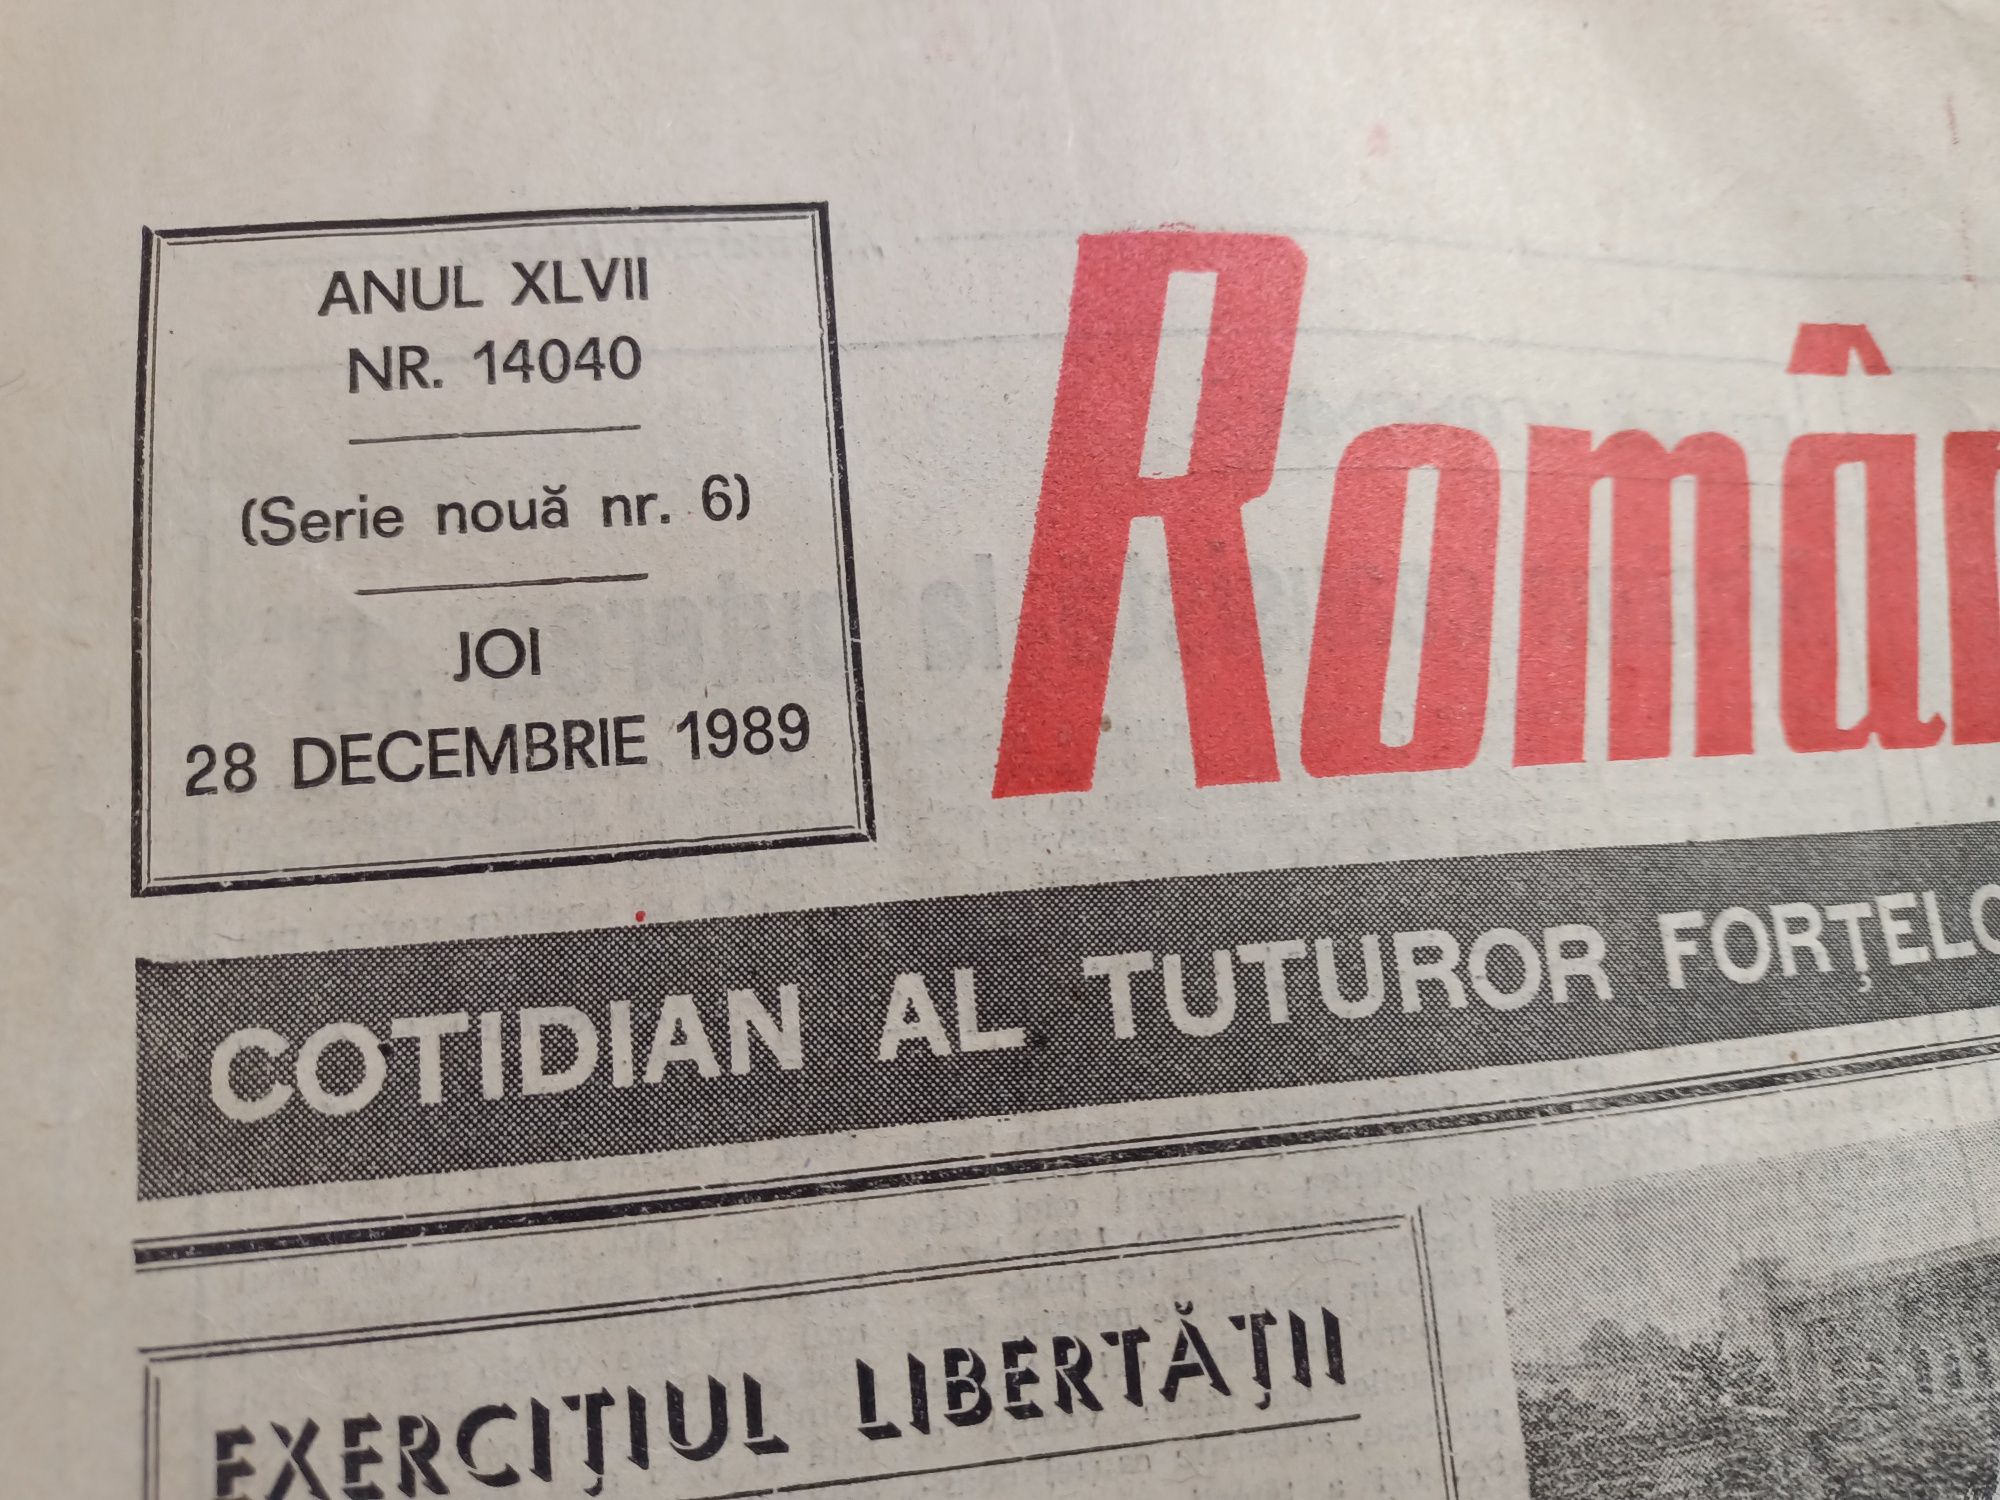 ANUL XLVII
NR. 14040
(Serie nouă nr. 6)
JOI
28 DECEMBRIE 1989
Român
COTIDIAN AL TUTUROR FORȚELO
EXERCIȚIUL LIBERTĂȚII